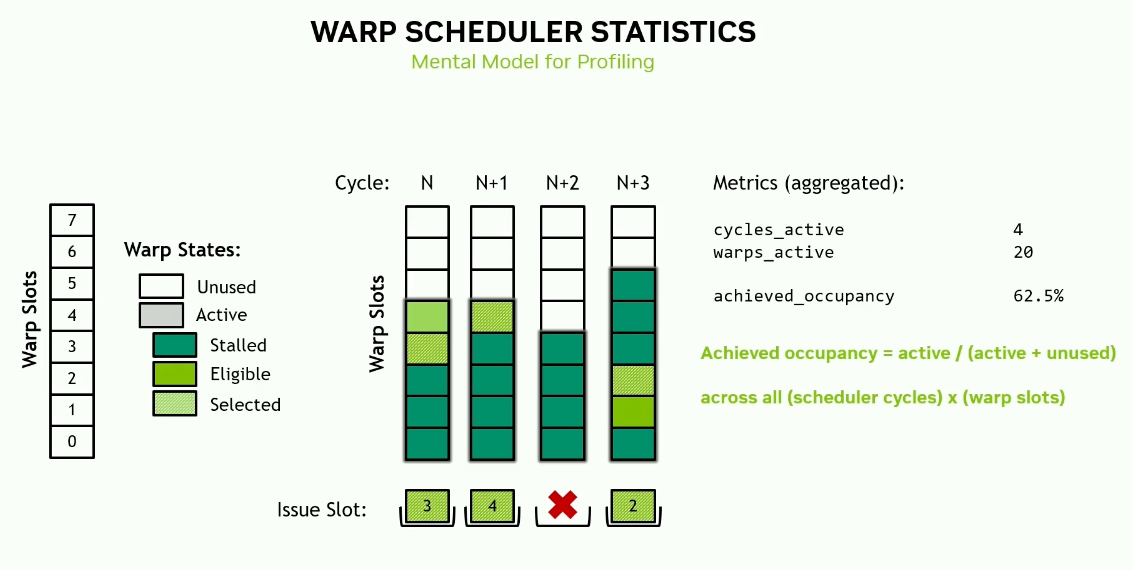 WARP SCHEDULER STATISTICS
Mental Model for Profiling
Cycle: N N+1 N+2 N+3
Metrics (aggregated):
Warp Slots
7
6
5
4
3
2
1
0
Warp States:
Unused
Active
Stalled
Eligible
Selected
Warp Slots
cycles_active 4
warps_active 20
achieved_occupancy 62.5%
Achieved occupancy = active / (active + unused)
across all (scheduler cycles) x (warp slots)
Issue Slot: 3 4 2